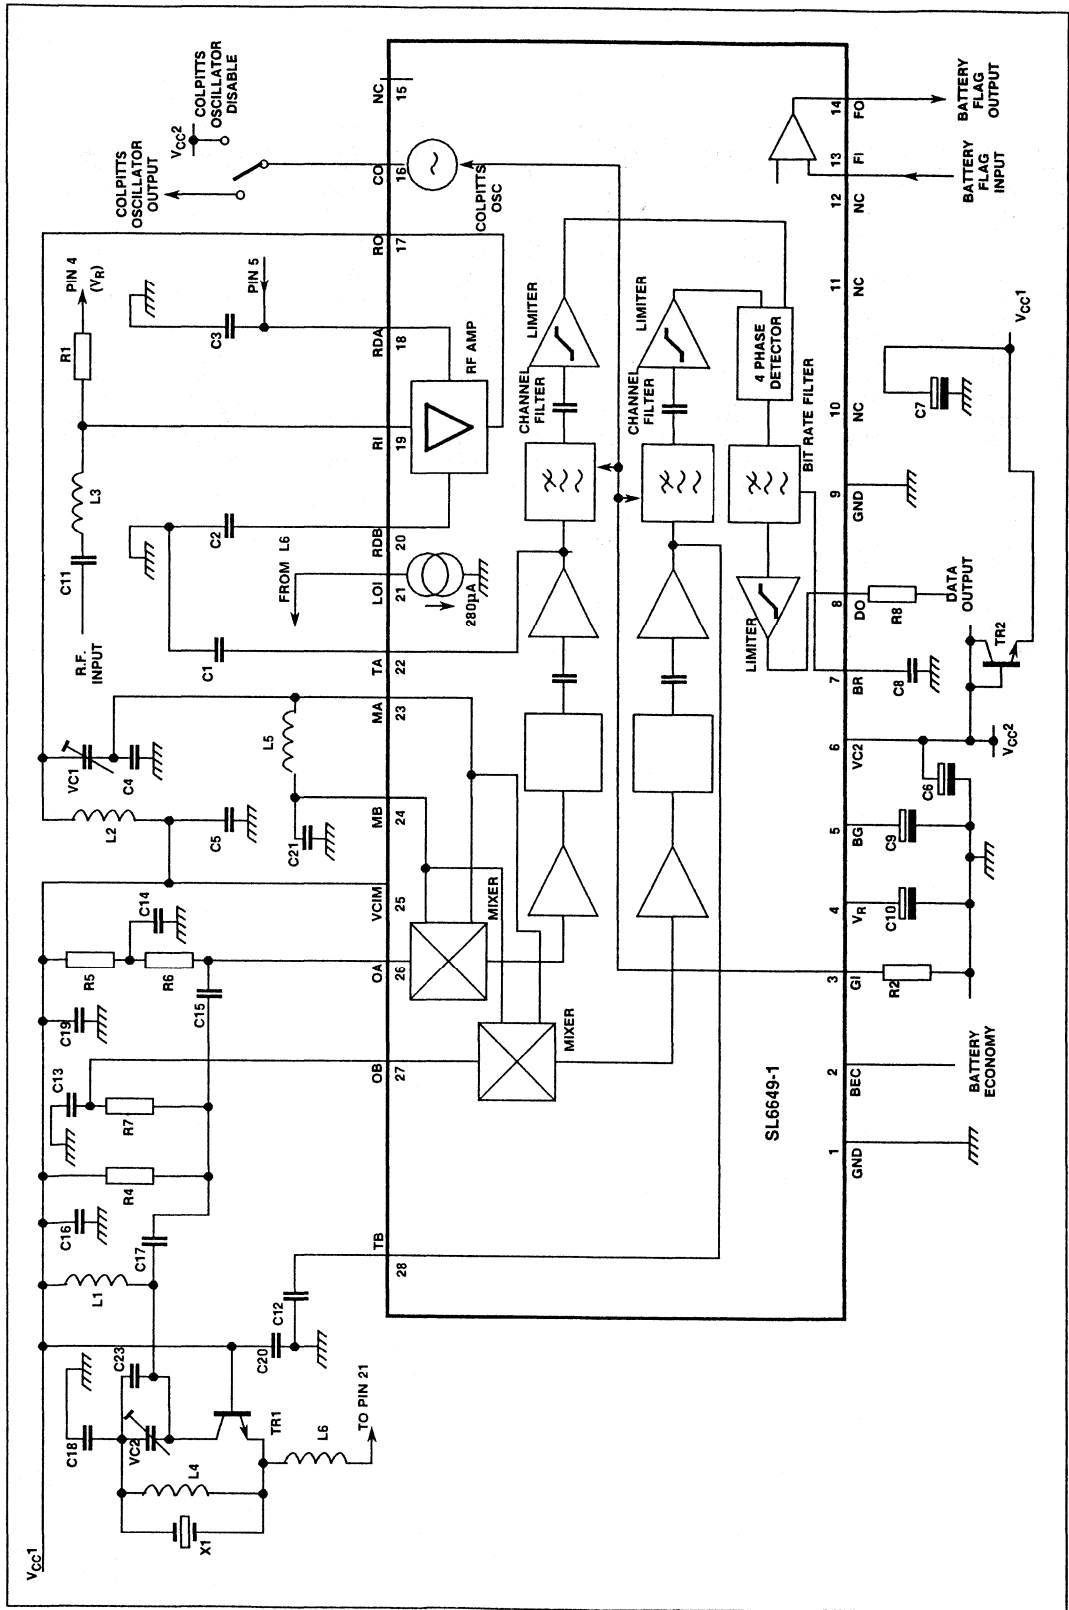 VCC1
X1
C18
VC2
L4
C23
TR1
L6
TO PIN 21
L1
C17
C20
C12
C16
R4
R7
C13
C19
C15
R5
R6
C14
L2
C5
VC1
C4
C21
L5
C1
R.F.
INPUT
C11
L3
FROM L6
C2
R1
PIN 4
(VR)
C3
PIN 5
COLPITTS
OSCILLATOR
OUTPUT
VCC2
COLPITTS
OSCILLATOR
DISABLE
TB
28
OB
27
OA
26
VCIM
25
MB
24
MA
23
TA
22
LOI
21
RDB
20
RI
19
RDA
18
RO
17
CO
16
NC
15
280µA
RF AMP
COLPITTS
OSC
MIXER
MIXER
CHANNEL
FILTER
LIMITER
CHANNEL
FILTER
LIMITER
4 PHASE
DETECTOR
BIT RATE FILTER
LIMITER
SL6649-1
1
GND
2
BEC
3
GI
4
VR
5
BG
6
VC2
7
BR
8
DO
9
GND
10
NC
11
NC
12
NC
13
FI
14
FO
BATTERY
ECONOMY
R2
C10
C9
C6
VCC2
C8
TR2
R8
DATA
OUTPUT
C7
VCC1
BATTERY
FLAG
INPUT
BATTERY
FLAG
OUTPUT